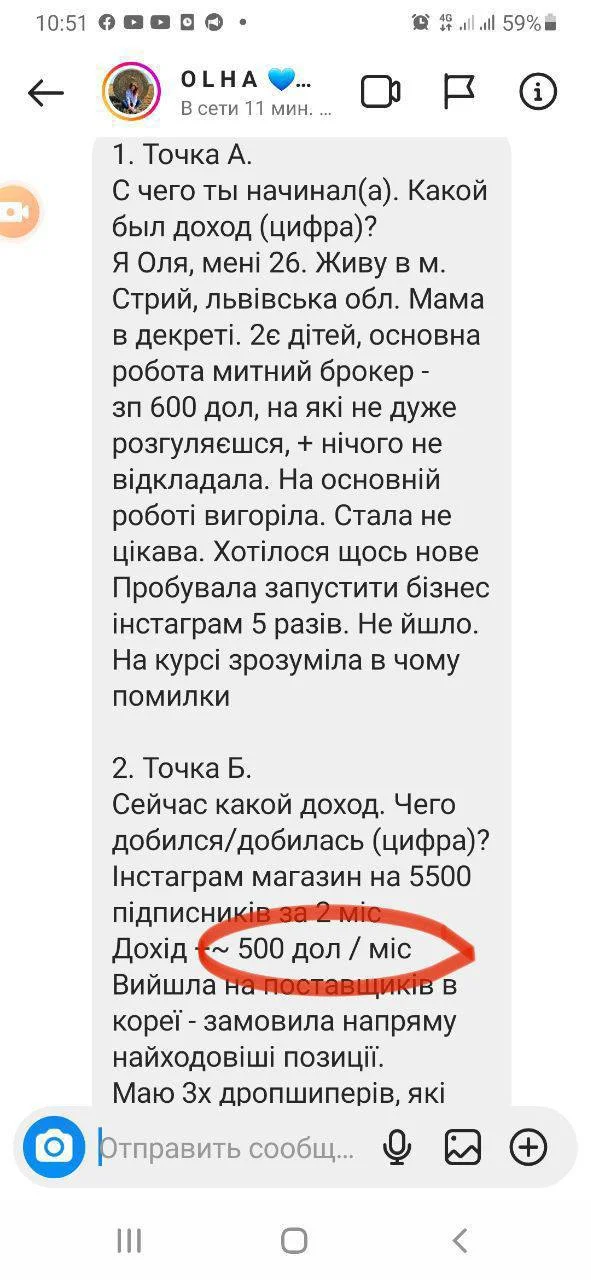 10:51
4G
59%
OLHA 💙...
В сети 11 мин. ...
1. Точка А.
С чего ты начинал(а). Какой
был доход (цифра)?
Я Оля, мені 26. Живу в м.
Стрий, львівська обл. Мама
в декреті. 2є дітей, основна
робота митний брокер -
зп 600 дол, на які не дуже
розгуляєшся, + нічого не
відкладала. На основній
роботі вигоріла. Стала не
цікава. Хотілося щось нове
Пробувала запустити бізнес
інстаграм 5 разів. Не йшло.
На курсі зрозуміла в чому
помилки
2. Точка Б.
Сейчас какой доход. Чего
добился/добилась (цифра)?
Інстаграм магазин на 5500
підписників за 2 міс
Дохід +~ 500 дол / міс
Вийшла на поставщиків в
кореї - замовила напряму
найходовіші позиції.
Маю 3х дропшиперів, які
Отправить сообщ...